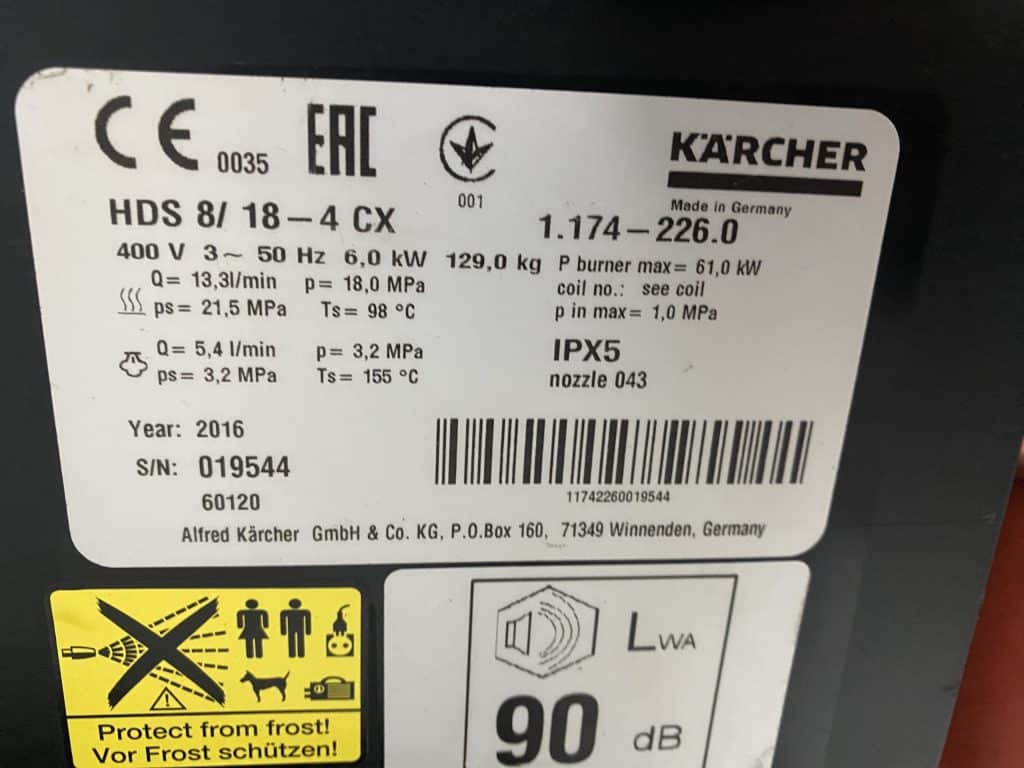 CE 0035 EAC 001 KÄRCHER
Made in Germany
HDS 8/ 18–4 CX 1.174–226.0
400 V 3~ 50 Hz 6,0 kW 129,0 kg P burner max= 61,0 kW
Q= 13,3l/min p= 18,0 MPa coil no.: see coil
ps= 21,5 MPa Ts= 98 °C p in max= 1,0 MPa
Q= 5,4 l/min p= 3,2 MPa IPX5
ps= 3,2 MPa Ts= 155 °C nozzle 043
Year: 2016
S/N: 019544
60120
11742260019544
Alfred Kärcher GmbH & Co. KG, P.O.Box 160, 71349 Winnenden, Germany
Protect from frost!
Vor Frost schützen!
LWA
90 dB